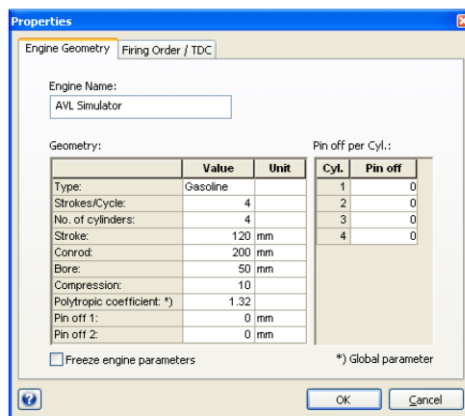 Properties
Engine Geometry Firing Order / TDC
Engine Name:
AVL Simulator
Geometry: Pin off per Cyl.:
Value Unit Cyl. Pin off
Type: Gasoline 1 0
Strokes/Cycle: 4 2 0
No. of cylinders: 4 3 0
Stroke: 120 mm 4 0
Conrod: 200 mm
Bore: 50 mm
Compression: 10
Polytropic coefficient: *) 1.32
Pin off 1: 0 mm
Pin off 2: 0 mm
Freeze engine parameters *) Global parameter
? OK Cancel